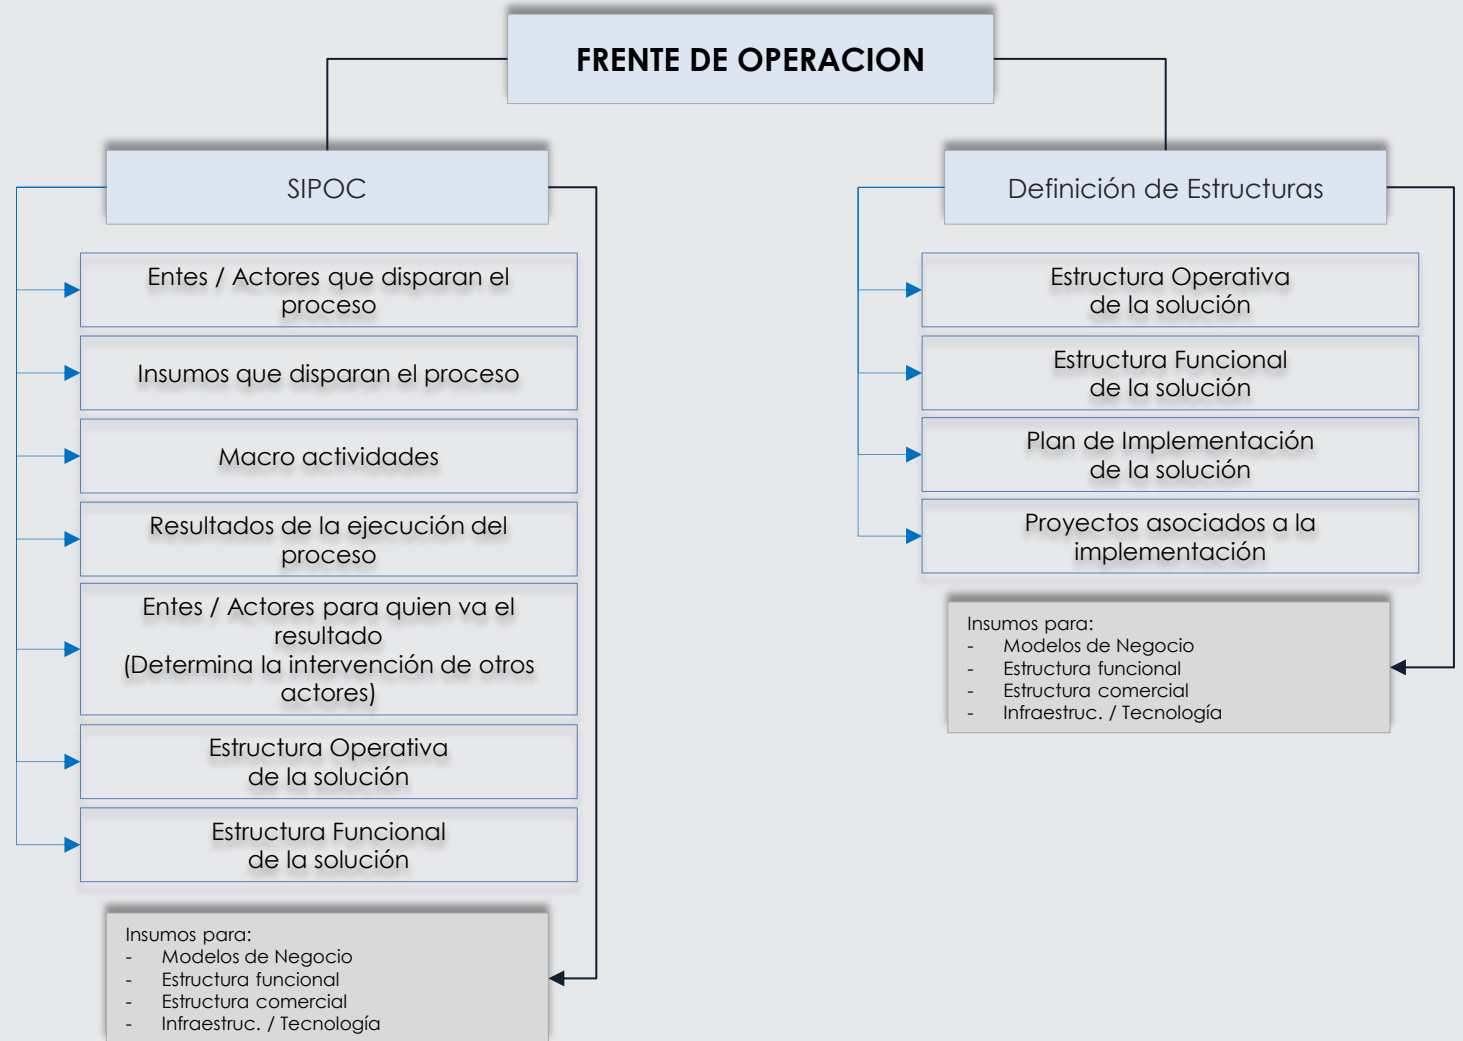 FRENTE DE OPERACION
SIPOC
Entes / Actores que disparan el
proceso
Insumos que disparan el proceso
Macro actividades
Resultados de la ejecución del
proceso
Entes / Actores para quien va el
resultado
(Determina la intervención de otros
actores)
Estructura Operativa
de la solución
Estructura Funcional
de la solución
Insumos para:
- Modelos de Negocio
- Estructura funcional
- Estructura comercial
- Infraestruc. / Tecnología
Definición de Estructuras
Estructura Operativa
de la solución
Estructura Funcional
de la solución
Plan de Implementación
de la solución
Proyectos asociados a la
implementación
Insumos para:
- Modelos de Negocio
- Estructura funcional
- Estructura comercial
- Infraestruc. / Tecnología